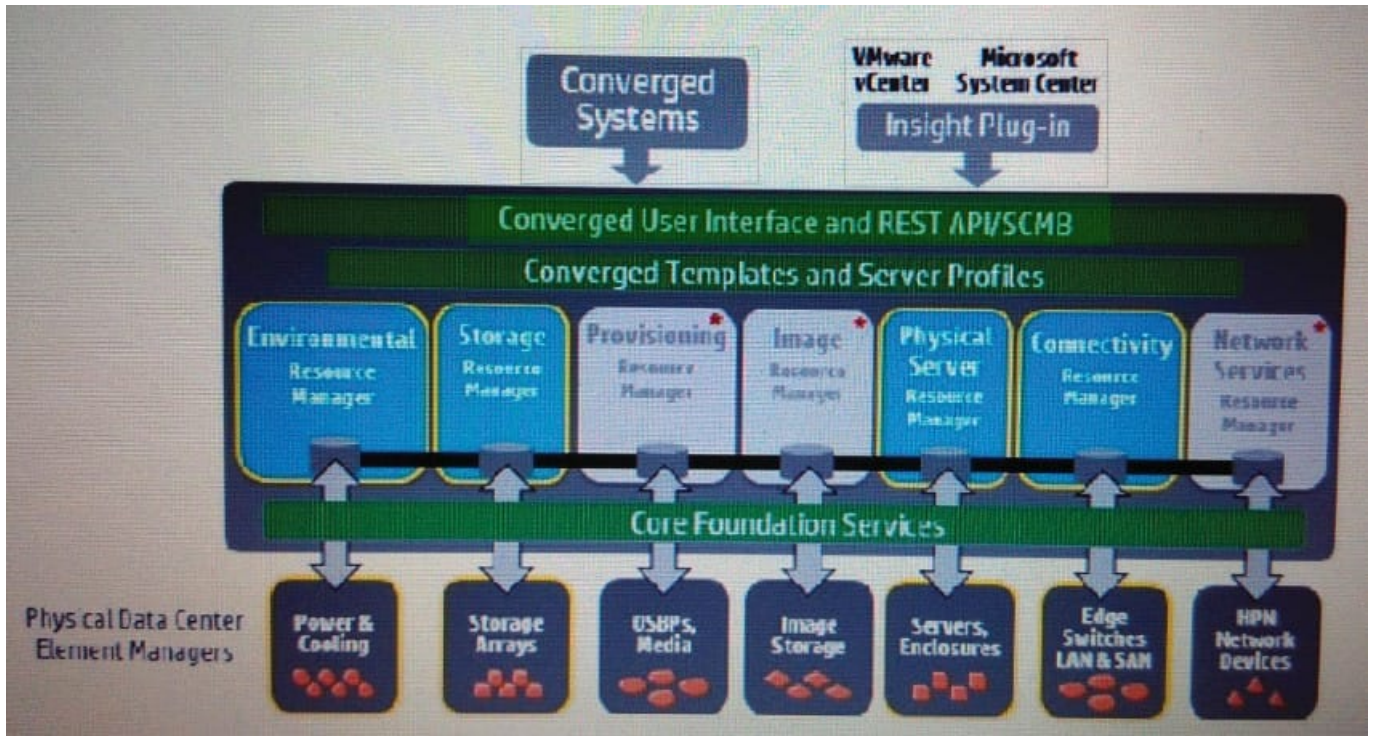 Converged
Systems
VMware
vCenter
Microsoft
System Center
Insight Plug-in
Converged User Interface and REST API/SCMB
Converged Templates and Server Profiles
Environmental
Resource
Manager
Storage
Resource
Manager
Provisioning *
Resource
Manager
Image *
Resource
Manager
Physical
Server
Resource
Manager
Connectivity
Resource
Manager
Network *
Services
Resource
Manager
Core Foundation Services
Physical Data Center
Element Managers
Power &
Cooling
Storage
Arrays
OSBPs,
Media
Image
Storage
Servers,
Enclosures
Edge
Switches
LAN & SAN
HPN
Network
Devices